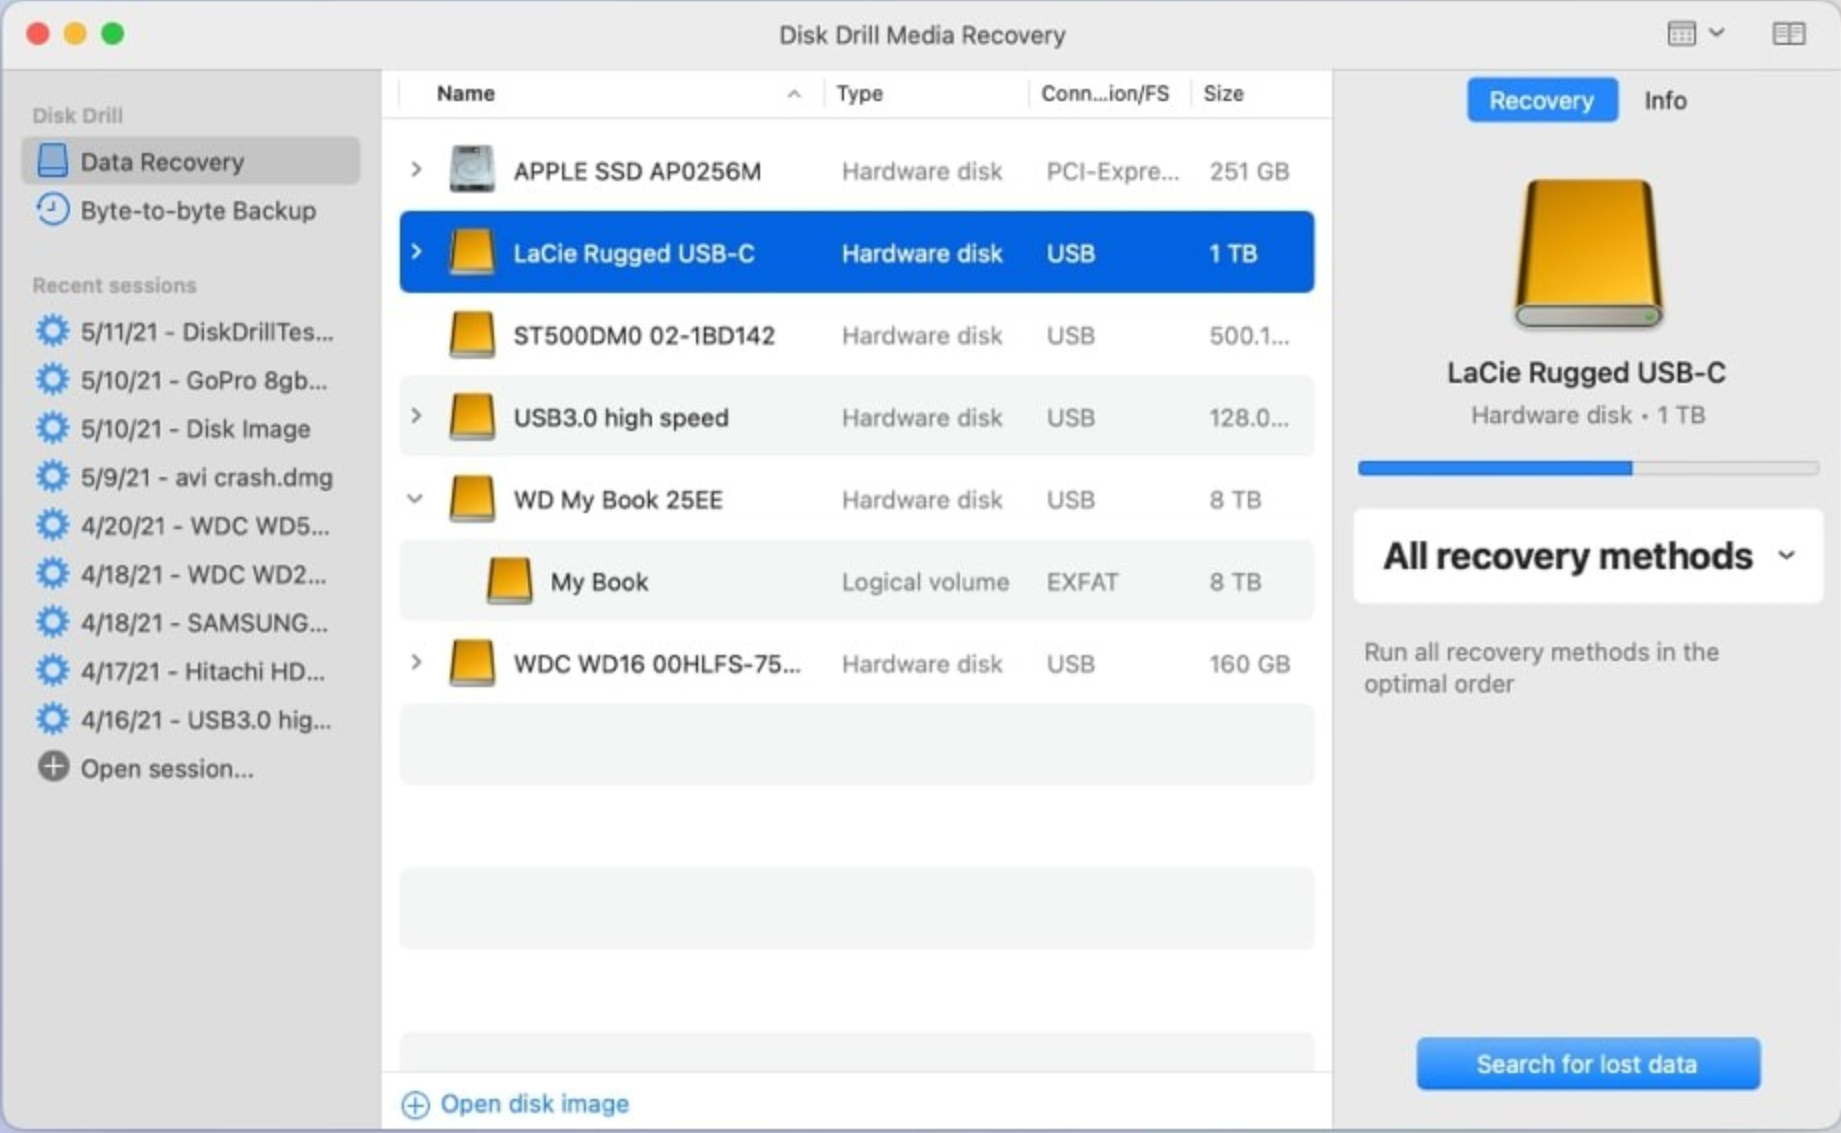 Disk Drill Media Recovery
Disk Drill
Data Recovery
Byte-to-byte Backup
Recent sessions
5/11/21 - DiskDrillTes...
5/10/21 - GoPro 8gb...
5/10/21 - Disk Image
5/9/21 - avi crash.dmg
4/20/21 - WDC WD5...
4/18/21 - WDC WD2...
4/18/21 - SAMSUNG...
4/17/21 - Hitachi HD...
4/16/21 - USB3.0 hig...
Open session...
Name Type Conn...ion/FS Size
APPLE SSD AP0256M Hardware disk PCI-Expre... 251 GB
LaCie Rugged USB-C Hardware disk USB 1 TB
ST500DM0 02-1BD142 Hardware disk USB 500.1...
USB3.0 high speed Hardware disk USB 128.0...
WD My Book 25EE Hardware disk USB 8 TB
My Book Logical volume EXFAT 8 TB
WDC WD16 00HLFS-75... Hardware disk USB 160 GB
Open disk image
Recovery Info
LaCie Rugged USB-C
Hardware disk • 1 TB
All recovery methods
Run all recovery methods in the
optimal order
Search for lost data